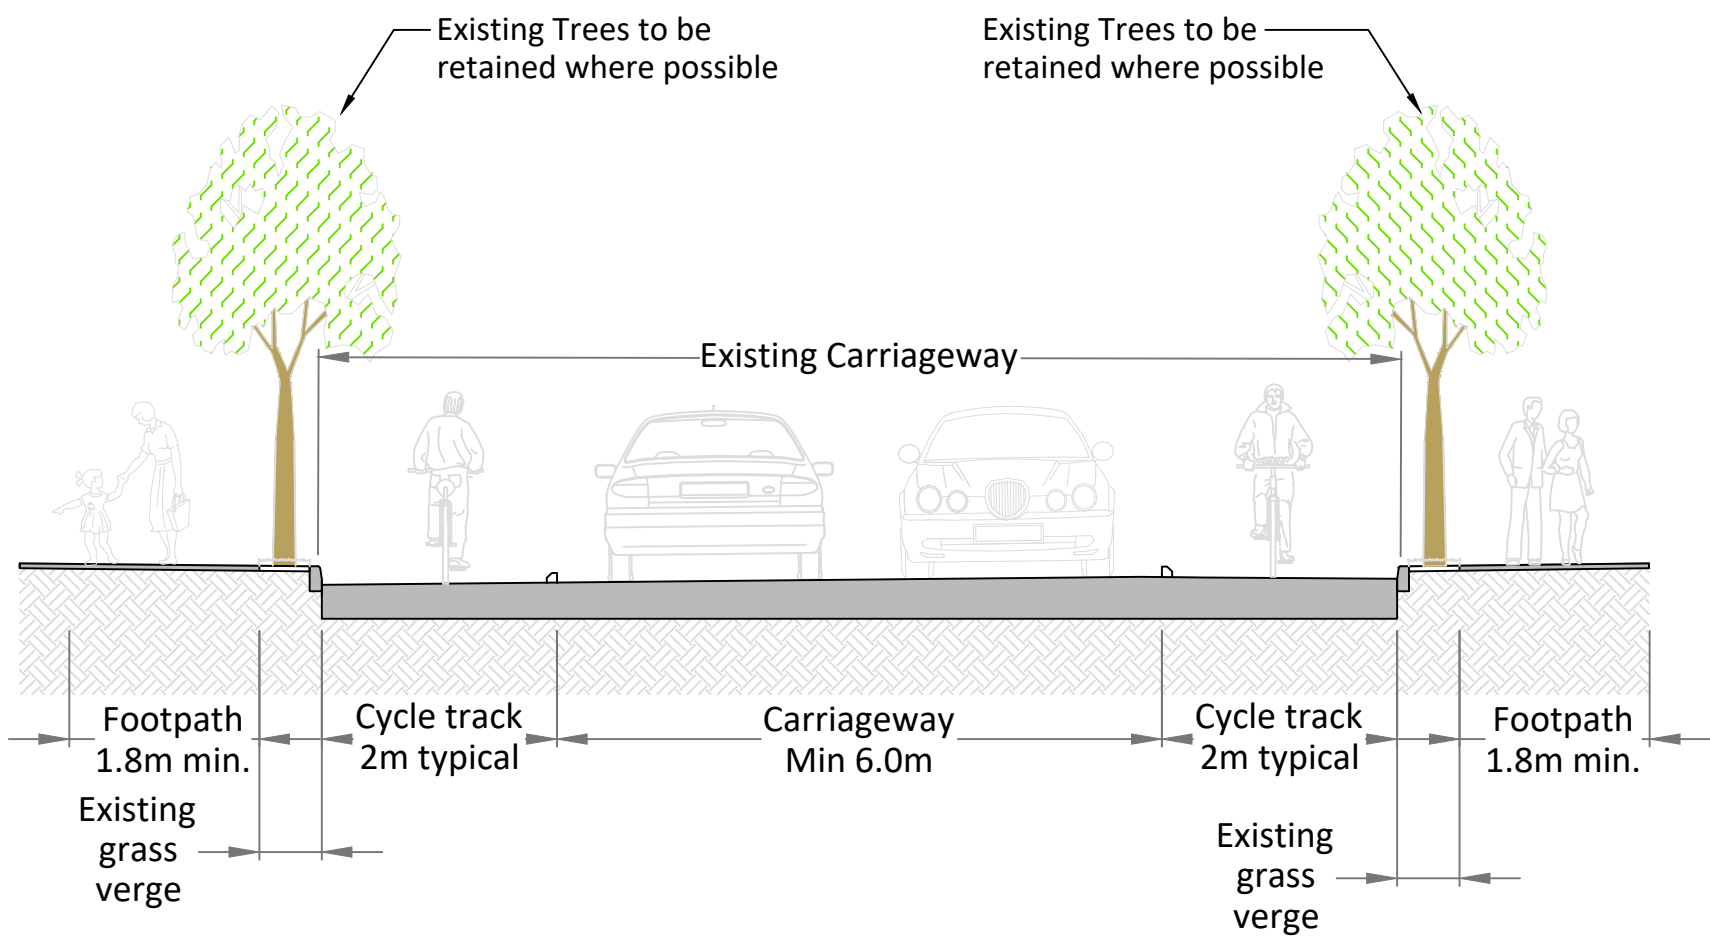 Existing Trees to be
retained where possible
Existing Trees to be
retained where possible
Existing Carriageway
Footpath
1.8m min.
Cycle track
2m typical
Carriageway
Min 6.0m
Cycle track
2m typical
Footpath
1.8m min.
Existing
grass
verge
Existing
grass
verge